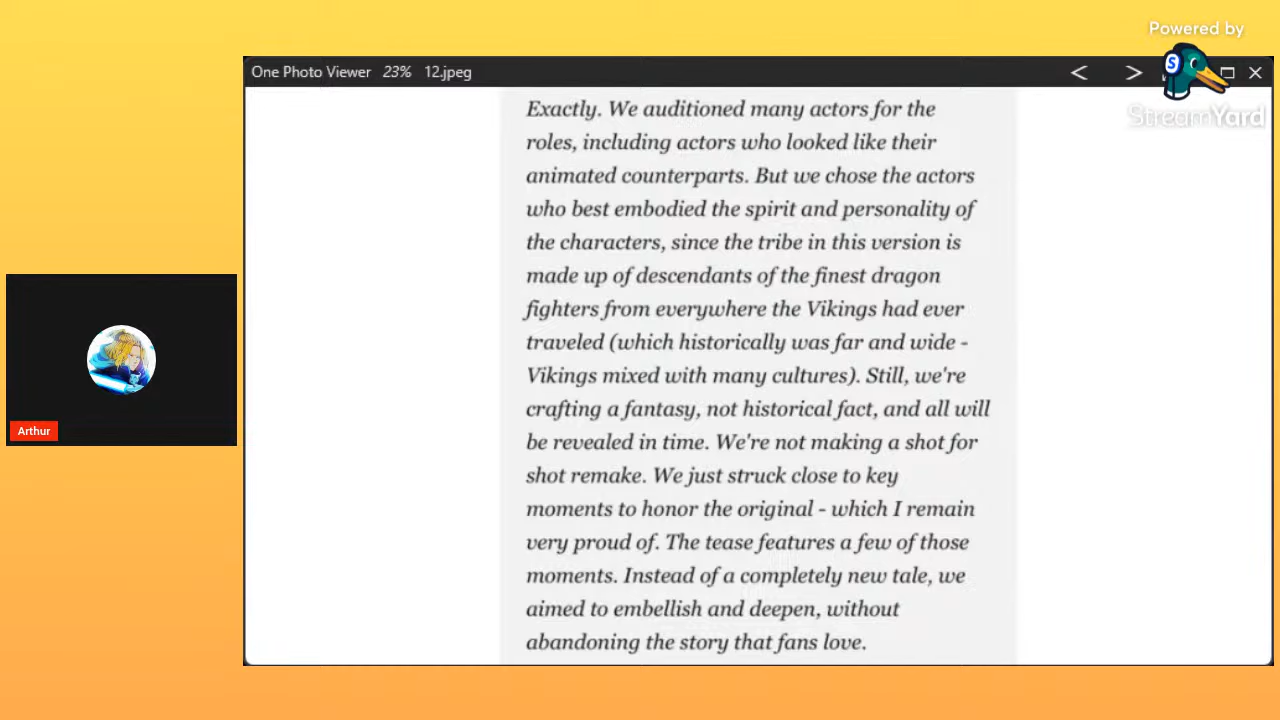 Powered by
StreamYard
One Photo Viewer 23% 12.jpeg
Exactly. We auditioned many actors for the
roles, including actors who looked like their
animated counterparts. But we chose the actors
who best embodied the spirit and personality of
the characters, since the tribe in this version is
made up of descendants of the finest dragon
fighters from everywhere the Vikings had ever
traveled (which historically was far and wide -
Vikings mixed with many cultures). Still, we're
crafting a fantasy, not historical fact, and all will
be revealed in time. We're not making a shot for
shot remake. We just struck close to key
moments to honor the original - which I remain
very proud of. The tease features a few of those
moments. Instead of a completely new tale, we
aimed to embellish and deepen, without
abandoning the story that fans love.
Arthur